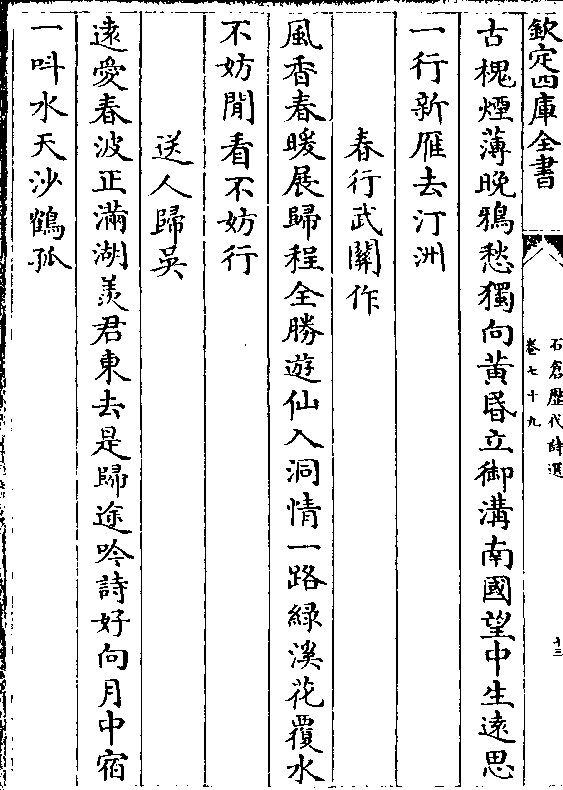 欽定四庫全書
石倉歷代詩選
卷七十九
十三
古槐煙薄晚鴉愁獨向黄昏立御溝南國望中生遠思
一行新雁去汀洲
春行武關作
風香春暖展歸程全勝遊仙入洞情一路緑溪花覆水
不妨閒看不妨行
送人歸吳
遠愛春波正滿湖羨君東去是歸途吟詩好向月中宿
一呌水天沙鶴孤